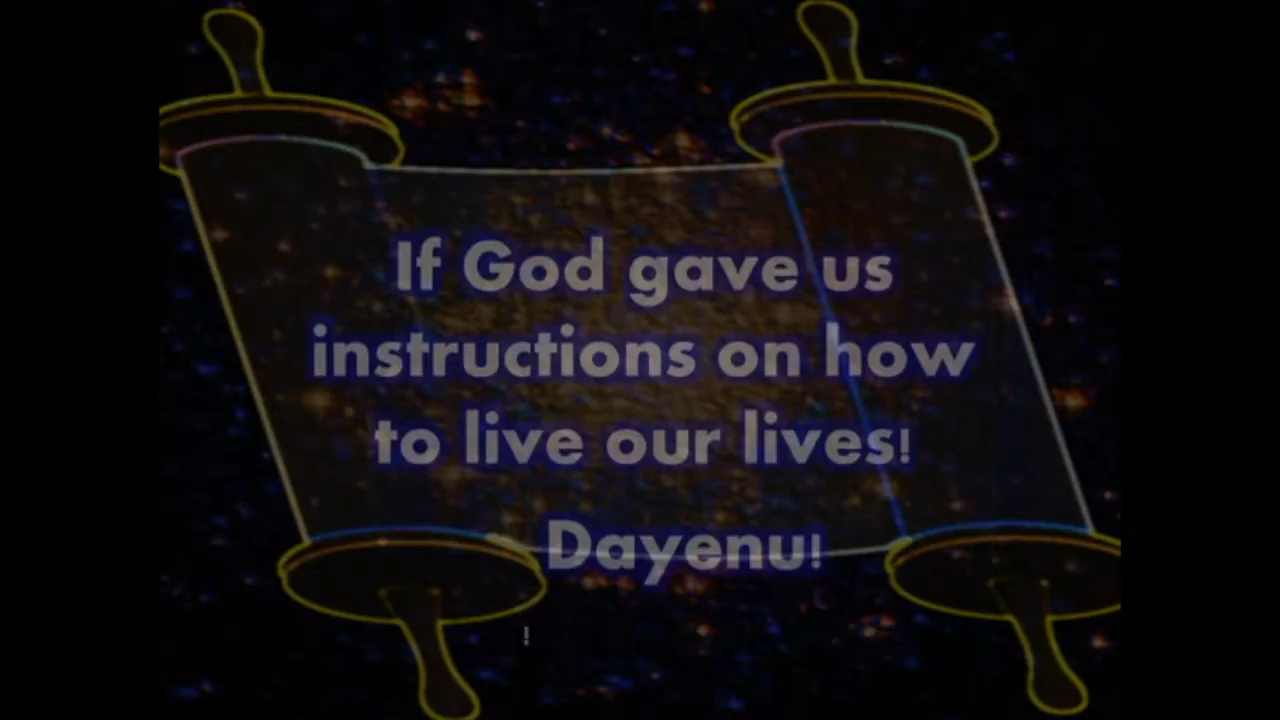 If God gave us
instructions on how
to live our lives!
Dayenu!
!